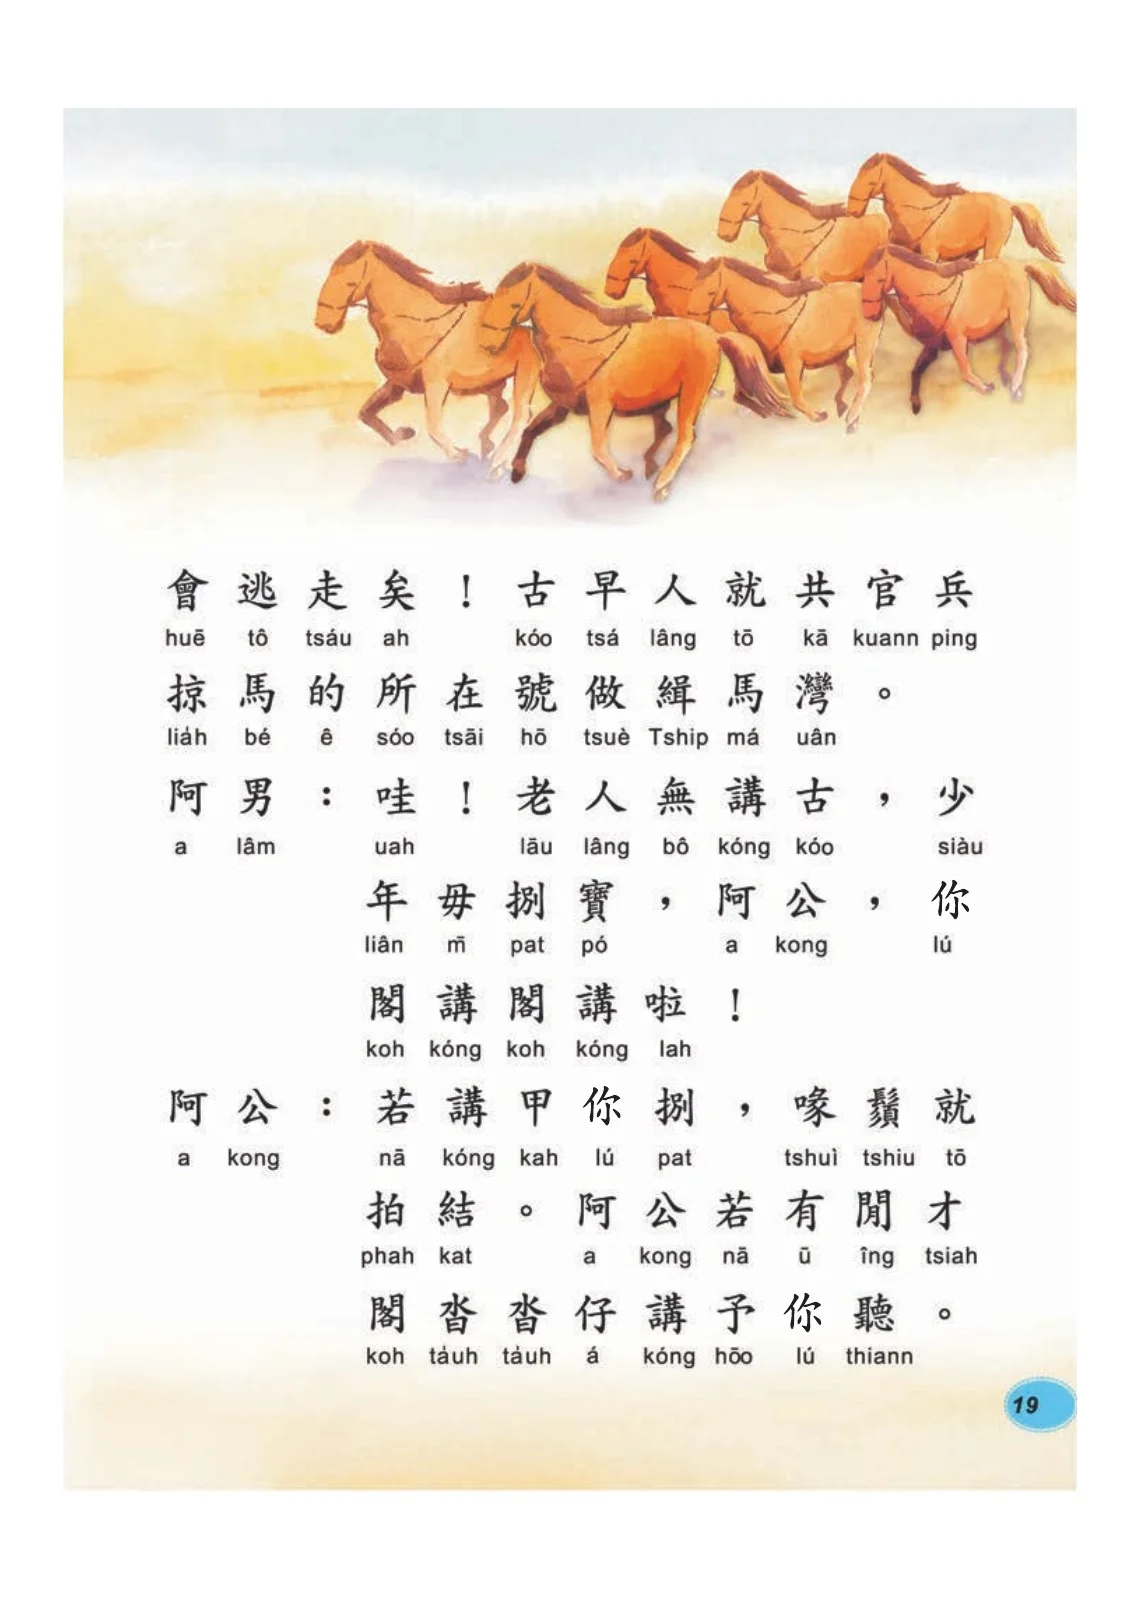 會逃走矣！古早人就共官兵
huē tô tsáu ah kóo tsá lâng tō kā kuann ping
掠馬的所在號做緝馬灣。
lia̍h bé ê sóo tsāi hō tsuè Tship má uân
阿男：哇！老人無講古，少
a lâm uah lāu lâng bô kóng kóo siàu
年毋捌寶，阿公，你
liân m̄ pat pó a kong lú
閣講閣講啦！
koh kóng koh kóng lah
阿公：若講甲你捌，喙鬚就
a kong nā kóng kah lú pat tshuì tshiu tō
拍結。阿公若有閒才
phah kat a kong nā ū îng tsiah
閣沓沓仔講予你聽。
koh ta̍uh ta̍uh á kóng hōo lú thiann
19